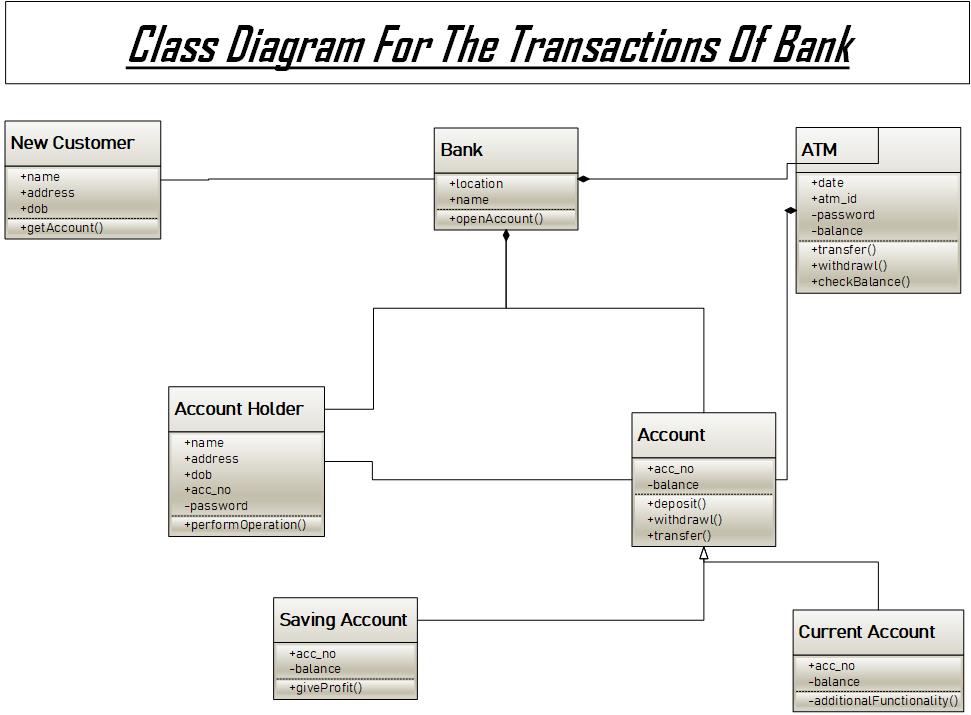 Class Diagram For The Transactions Of Bank
New Customer
+name
+address
+dob
+getAccount()
Bank
+location
+name
+openAccount()
ATM
+date
+atm_id
-password
-balance
+transfer()
+withdrawl()
+checkBalance()
Account Holder
+name
+address
+dob
+acc_no
-password
+performOperation()
Account
+acc_no
-balance
+deposit()
+withdrawl()
+transfer()
Saving Account
+acc_no
-balance
+giveProfit()
Current Account
+acc_no
-balance
-additionalFunctionality()